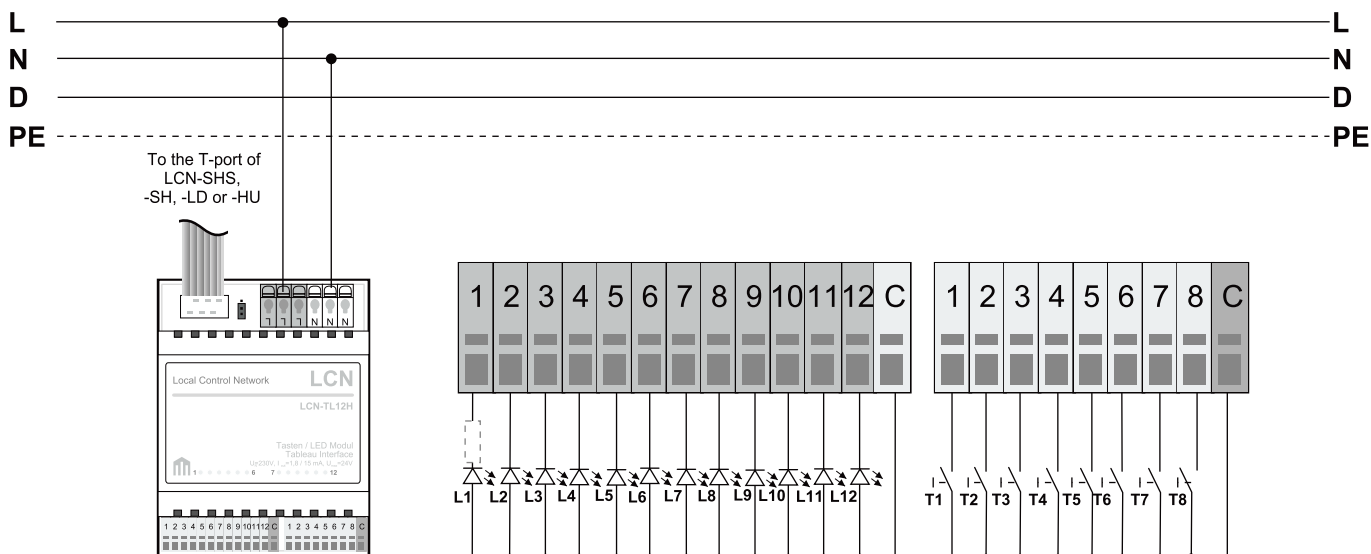 L L
N N
D D
PE PE
To the T-port of
LCN-SHS,
-SH, -LD or -HU
L L L N N N
1 2 3 4 5 6 7 8 9 10 11 12 C
1 2 3 4 5 6 7 8 C
Local Control Network LCN
LCN-TL12H
Tasten / LED Modul
Tableau Interface
1 6 7 12
L1 L2 L3 L4 L5 L6 L7 L8 L9 L10 L11 L12
T1 T2 T3 T4 T5 T6 T7 T8
1 2 3 4 5 6 7 8 9 10 11 12 C 1 2 3 4 5 6 7 8 C